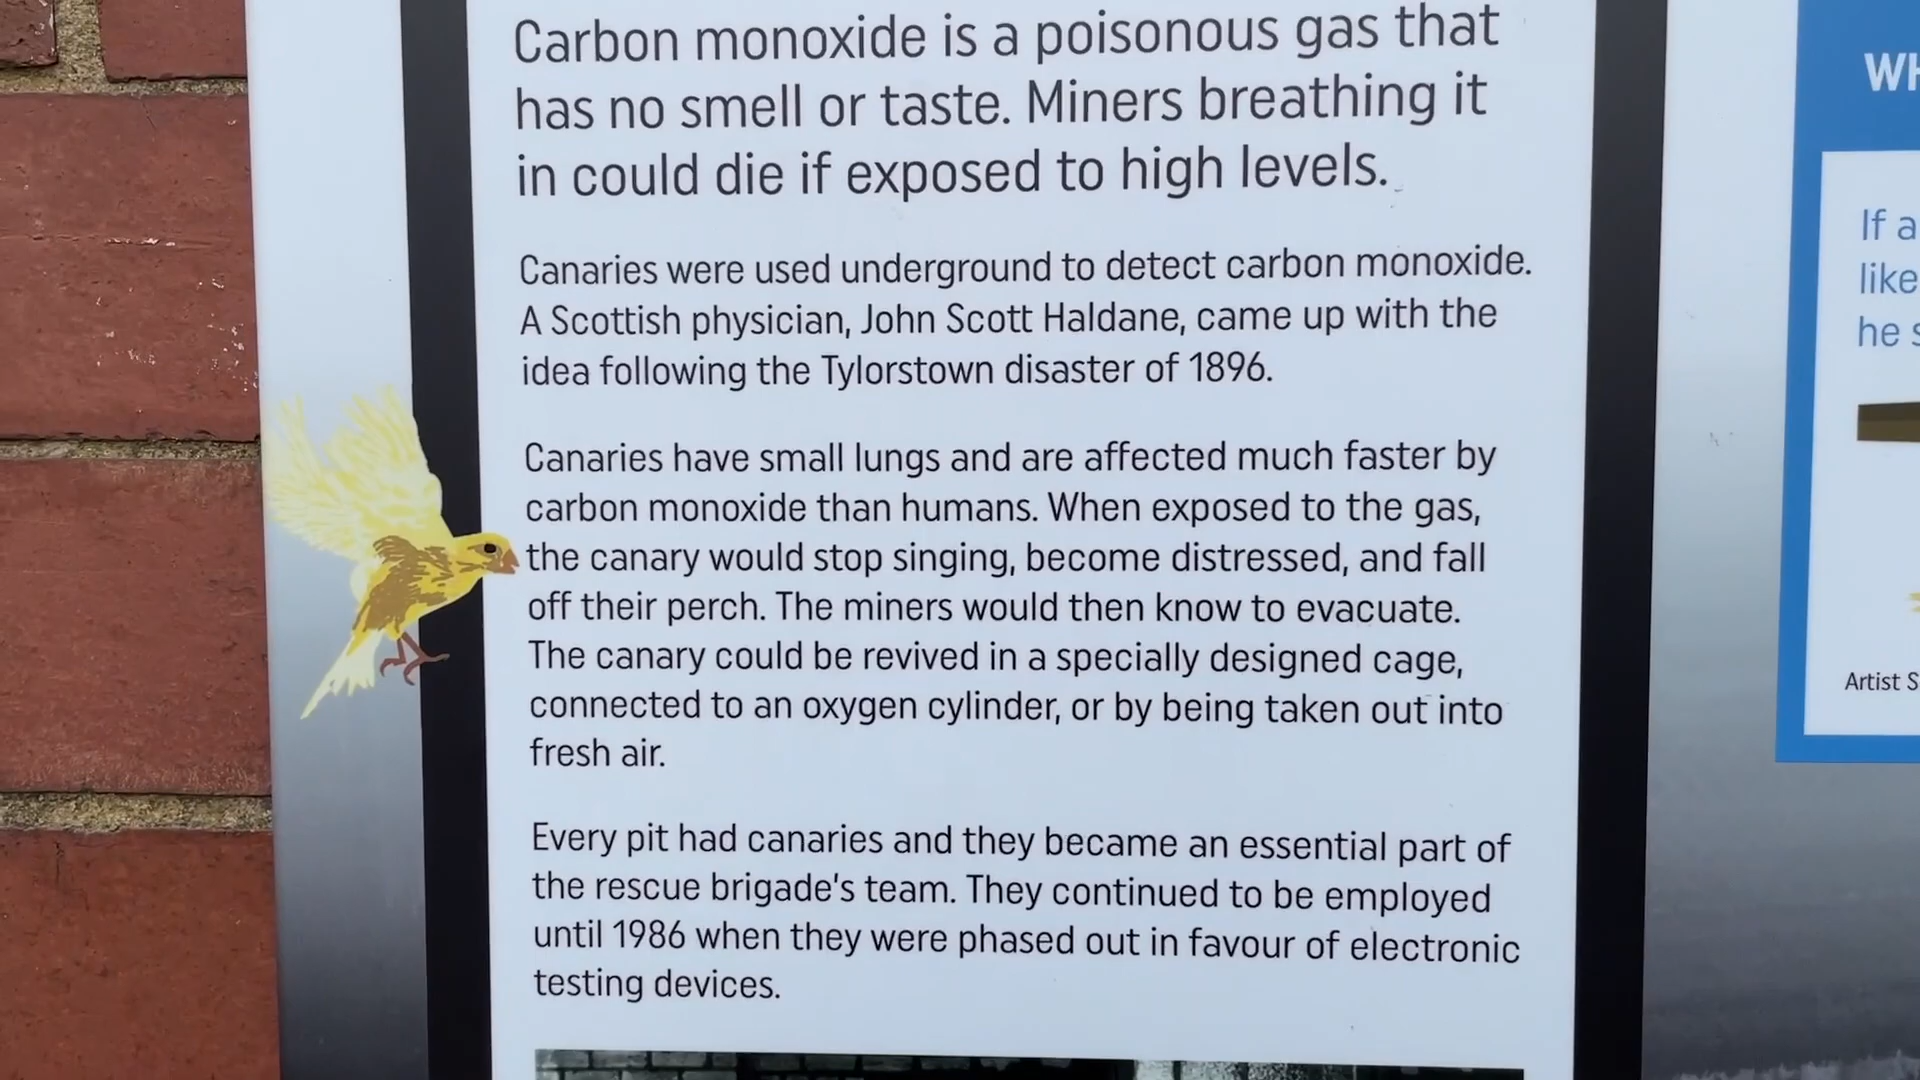 Carbon monoxide is a poisonous gas that
has no smell or taste. Miners breathing it
in could die if exposed to high levels.
Canaries were used underground to detect carbon monoxide.
A Scottish physician, John Scott Haldane, came up with the
idea following the Tylorstown disaster of 1896.
Canaries have small lungs and are affected much faster by
carbon monoxide than humans. When exposed to the gas,
the canary would stop singing, become distressed, and fall
off their perch. The miners would then know to evacuate.
The canary could be revived in a specially designed cage,
connected to an oxygen cylinder, or by being taken out into
fresh air.
Every pit had canaries and they became an essential part of
the rescue brigade's team. They continued to be employed
until 1986 when they were phased out in favour of electronic
testing devices.
If a
like
he
Artist